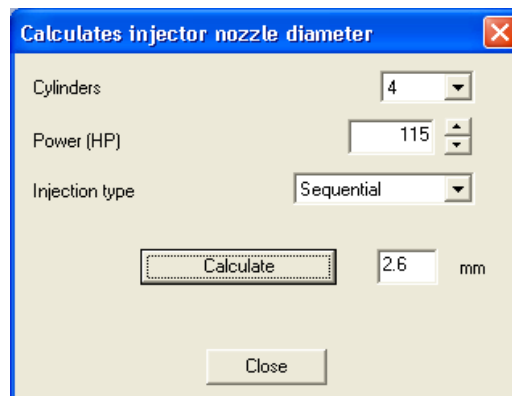 Calculates injector nozzle diameter
Cylinders 4
Power (HP) 115
Injection type Sequential
Calculate 2.6 mm
Close